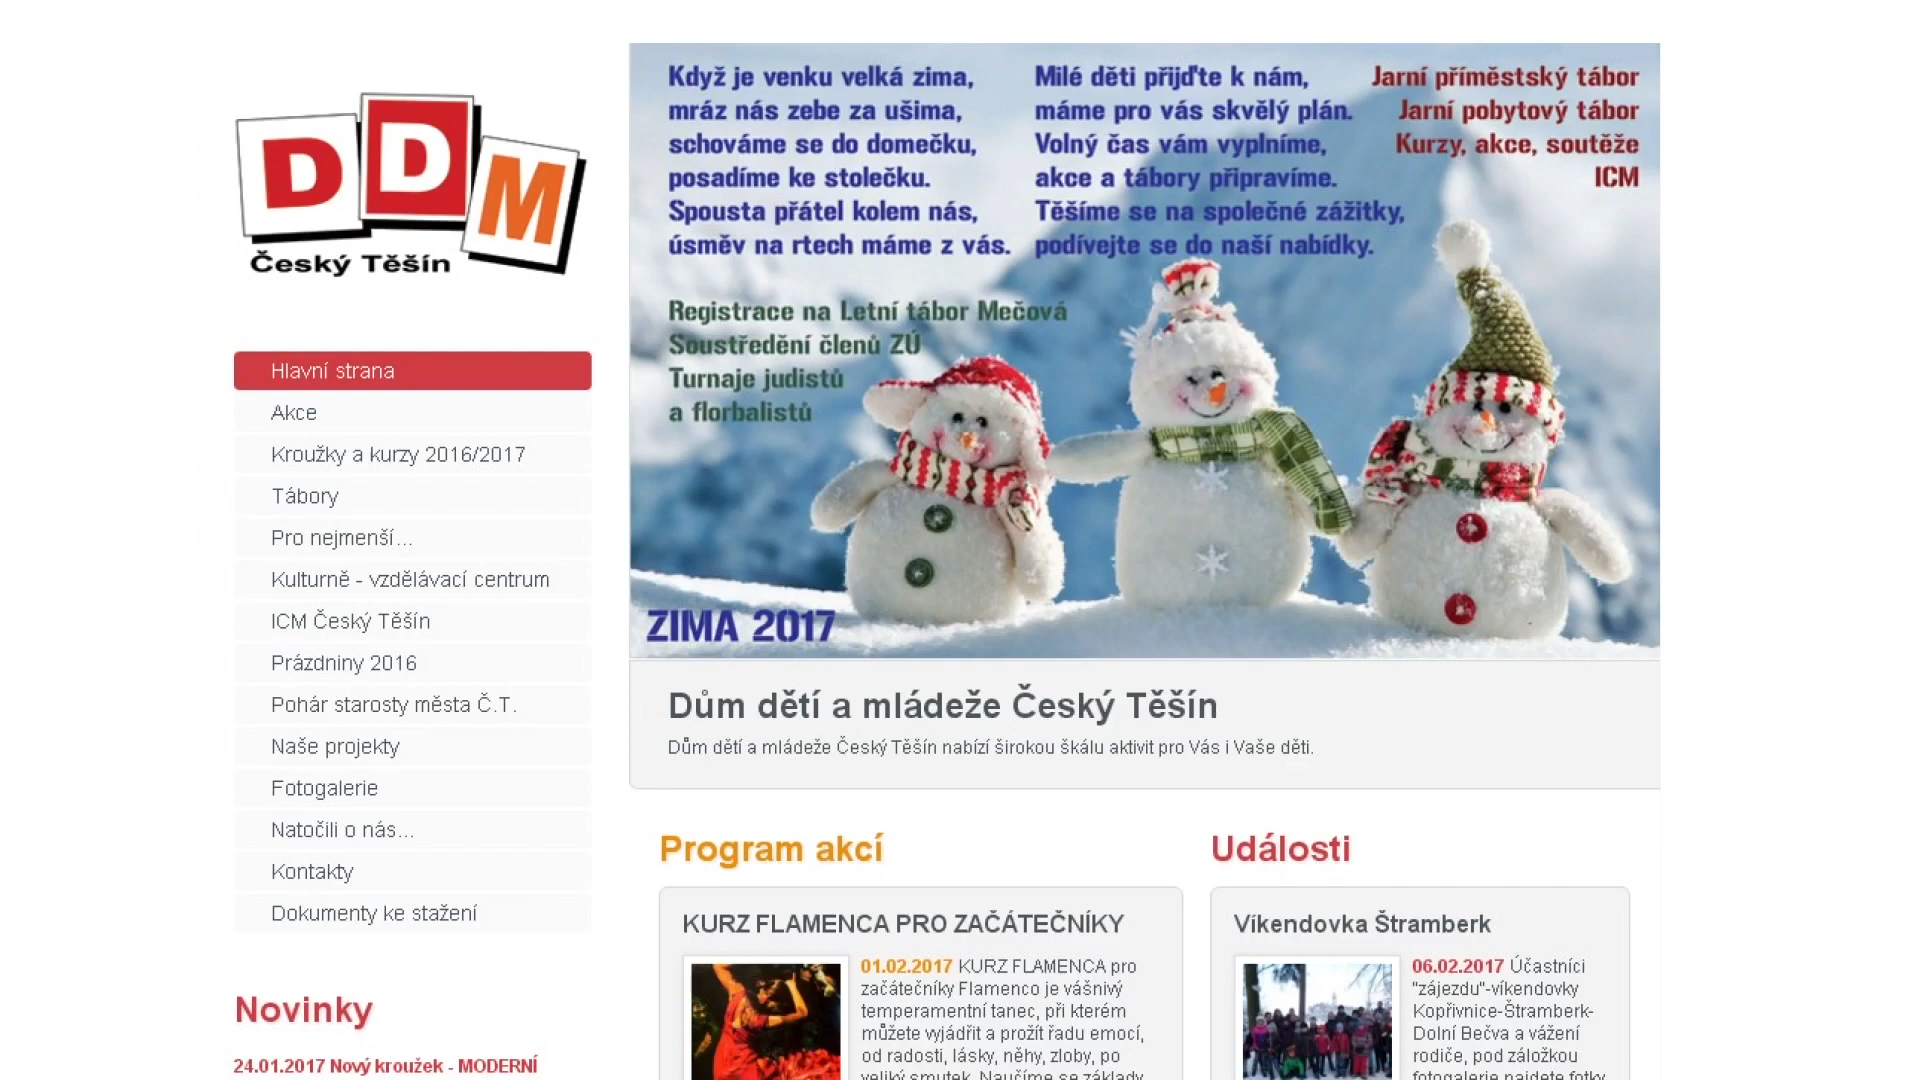 DDM
Český Těšín
Hlavní strana
Akce
Kroužky a kurzy 2016/2017
Tábory
Pro nejmenší...
Kulturně - vzdělávací centrum
ICM Český Těšín
Prázdniny 2016
Pohár starosty města Č.T.
Naše projekty
Fotogalerie
Natočili o nás...
Kontakty
Dokumenty ke stažení
Novinky
24.01.2017 Nový kroužek - MODERNÍ
Když je venku velká zima,
mráz nás zebe za ušima,
schováme se do domečku,
posadíme ke stolečku.
Spousta přátel kolem nás,
úsměv na rtech máme z vás.
Milé děti přijďte k nám,
máme pro vás skvělý plán.
Volný čas vám vyplníme,
akce a tábory připravíme.
Těšíme se na společné zážitky,
podívejte se do naší nabídky.
Jarní příměstský tábor
Jarní pobytový tábor
Kurzy, akce, soutěže
ICM
Registrace na Letní tábor Mečová
Soustředění členů ZÚ
Turnaje judistů
a florbalistů
ZIMA 2017
Dům dětí a mládeže Český Těšín
Dům dětí a mládeže Český Těšín nabízí širokou škálu aktivit pro Vás i Vaše děti.
Program akcí
KURZ FLAMENCA PRO ZAČÁTEČNÍKY
01.02.2017 KURZ FLAMENCA pro
začátečníky Flamenco je vášnivý
temperamentní tanec, při kterém
můžete vyjádřit a prožít řadu emocí,
od radosti, lásky, něhy, zloby, po
veliký smutek. Naučíme se základy
Události
Víkendovka Štramberk
06.02.2017 Účastníci
"zájezdu"-víkendovky
Kopřivnice-Štramberk-
Dolní Bečva a vážení
rodiče, pod záložkou
fotogalerie najdete fotky